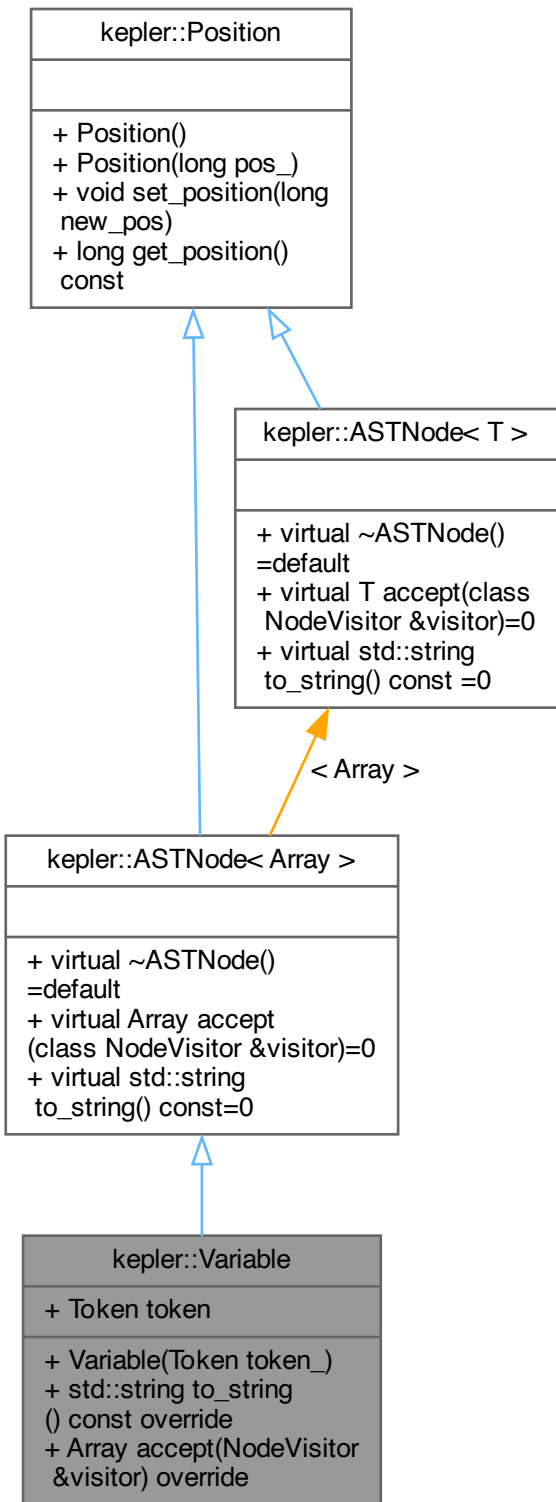 kepler::Position
+ Position()
+ Position(long pos_)
+ void set_position(long
new_pos)
+ long get_position()
const
kepler::ASTNode< T >
+ virtual ~ASTNode()
=default
+ virtual T accept(class
NodeVisitor &visitor)=0
+ virtual std::string
to_string() const =0
< Array >
kepler::ASTNode< Array >
+ virtual ~ASTNode()
=default
+ virtual Array accept
(class NodeVisitor &visitor)=0
+ virtual std::string
to_string() const=0
kepler::Variable
+ Token token
+ Variable(Token token_)
+ std::string to_string
() const override
+ Array accept(NodeVisitor
&visitor) override